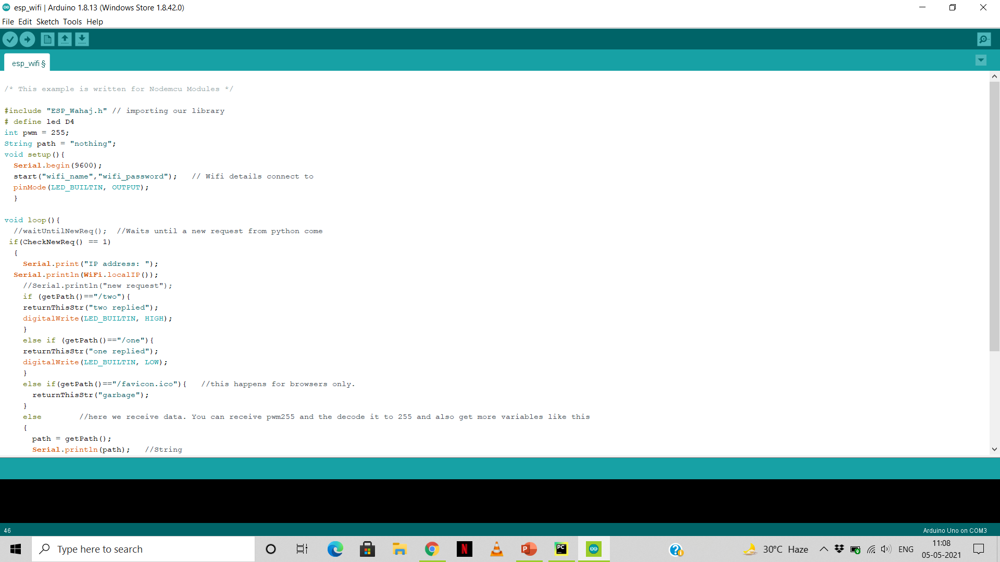 esp_wifi | Arduino 1.8.13 (Windows Store 1.8.42.0)
File Edit Sketch Tools Help
esp_wifi §
/* This example is written for Nodemcu Modules */
#include "ESP_Wahaj.h" // importing our library
# define led D4
int pwm = 255;
String path = "nothing";
void setup(){
Serial.begin(9600);
start("wifi_name","wifi_password"); // Wifi details connect to
pinMode(LED_BUILTIN, OUTPUT);
}
void loop(){
//waitUntilNewReq(); //Waits until a new request from python come
if(CheckNewReq() == 1)
{
Serial.print("IP address: ");
Serial.println(WiFi.localIP());
//Serial.println("new request");
if (getPath()=="/two"){
returnThisStr("two replied");
digitalWrite(LED_BUILTIN, HIGH);
}
else if (getPath()=="/one"){
returnThisStr("one replied");
digitalWrite(LED_BUILTIN, LOW);
}
else if(getPath()=="/favicon.ico"){ //this happens for browsers only.
returnThisStr("garbage");
}
else //here we receive data. You can receive pwm255 and the decode it to 255 and also get more variables like this
{
path = getPath();
Serial.println(path); //String
46
Arduino Uno on COM3
Type here to search
30°C Haze
ENG
11:08
05-05-2021